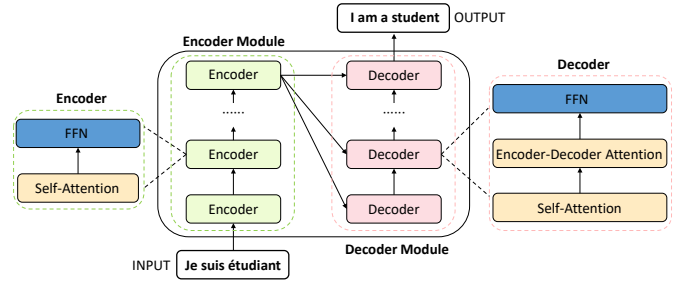 I am a student OUTPUT
Encoder Module
Encoder Decoder
Encoder
Decoder
FFN
...... ......
FFN
Encoder
Decoder
Encoder-Decoder Attention
Self-Attention
Encoder
Decoder
Self-Attention
Decoder Module
INPUT Je suis étudiant